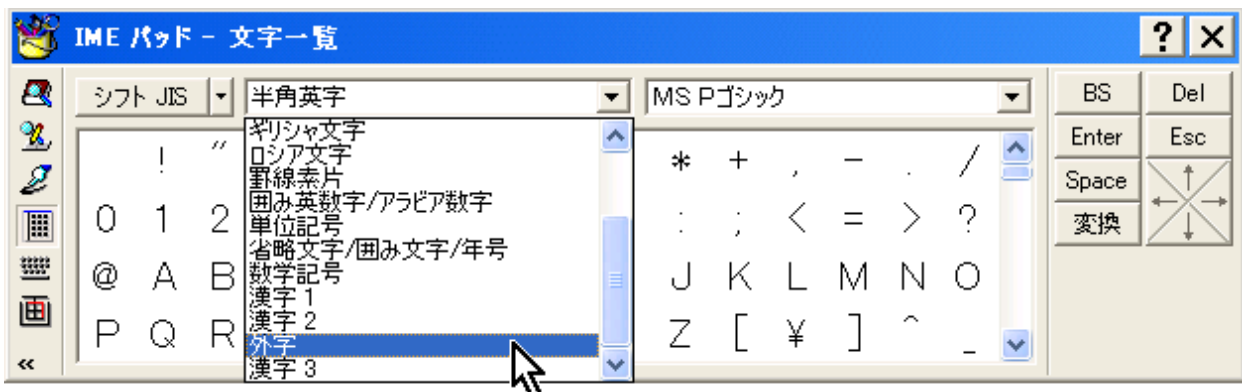 IME パッド - 文字一覧
シフト JIS
半角英字
MS Pゴシック
BS Del
Enter Esc
Space
変換
ギリシャ文字
ロシア文字
罫線素片
囲み英数字/アラビア数字
単位記号
省略文字/囲み文字/年号
数学記号
漢字 1
漢字 2
外字
漢字 3
! " * + , - . /
0 1 2 : ; < = > ?
@ A B J K L M N O
P Q R Z [ ¥ ] ^ _
«